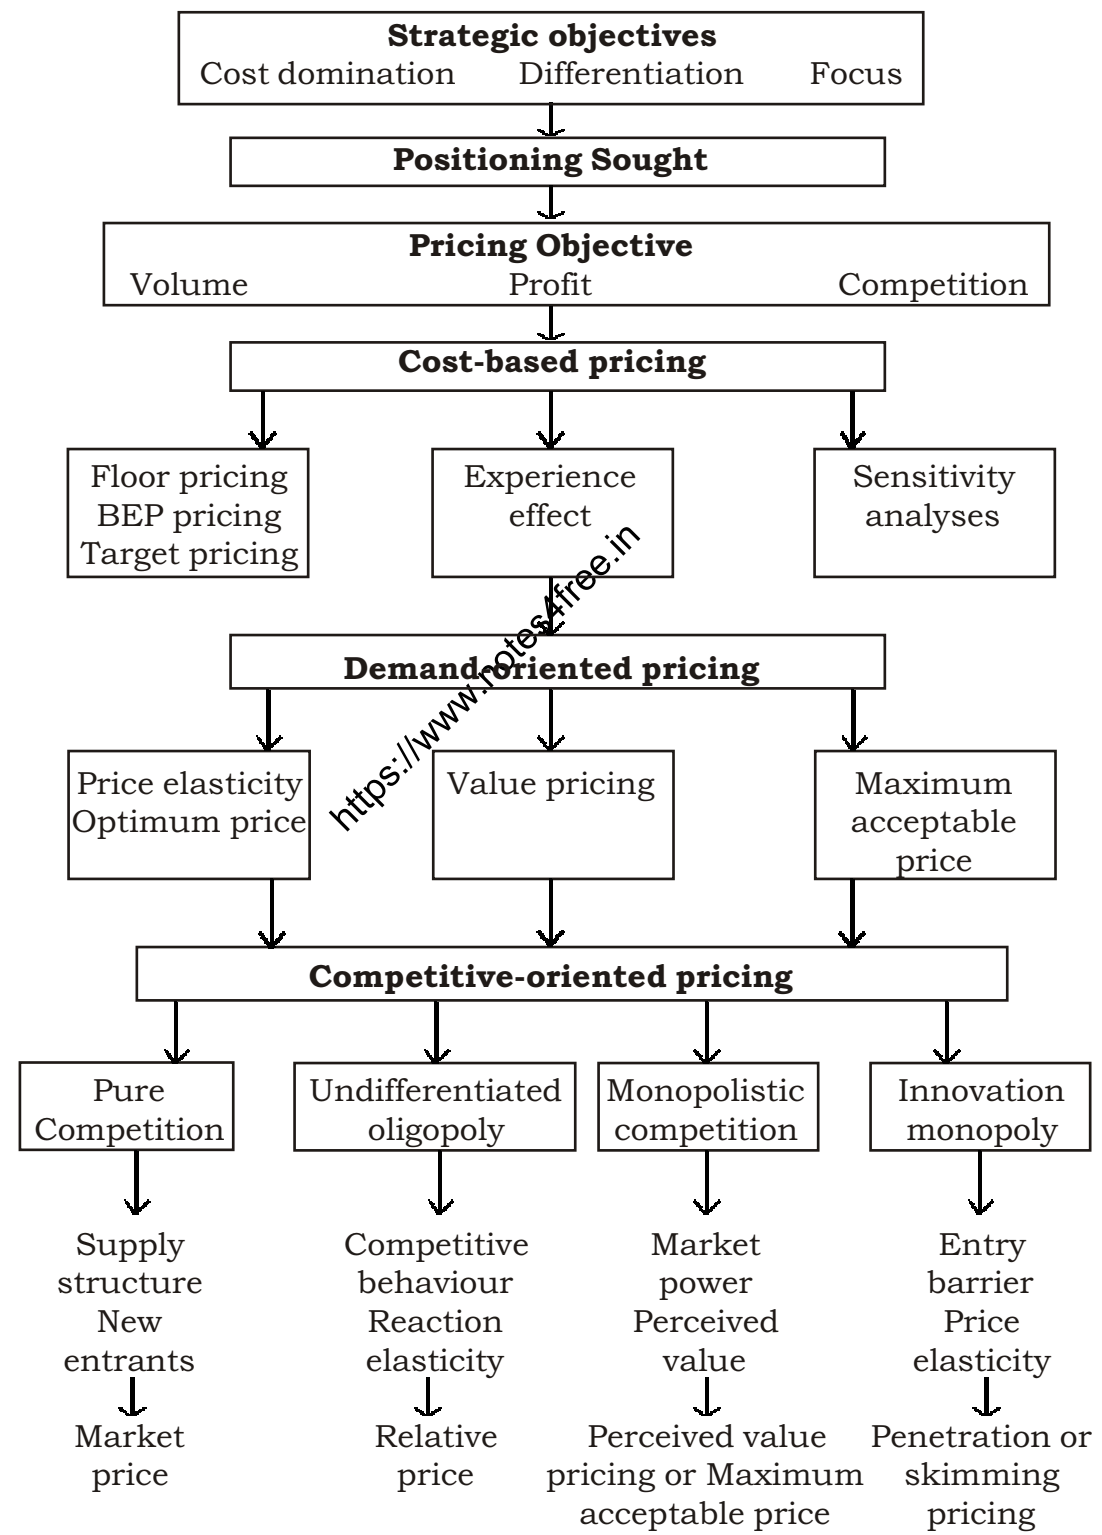 Strategic objectives
Cost domination Differentiation Focus
Positioning Sought
Pricing Objective
Volume Profit Competition
Cost-based pricing
Floor pricing
BEP pricing
Target pricing
Experience
effect
Sensitivity
analyses
https://www.notes4free.in
Demand-oriented pricing
Price elasticity
Optimum price
Value pricing
Maximum
acceptable
price
Competitive-oriented pricing
Pure
Competition
Undifferentiated
oligopoly
Monopolistic
competition
Innovation
monopoly
Supply
structure
New
entrants
Competitive
behaviour
Reaction
elasticity
Market
power
Perceived
value
Entry
barrier
Price
elasticity
Market
price
Relative
price
Perceived value
pricing or Maximum
acceptable price
Penetration or
skimming
pricing